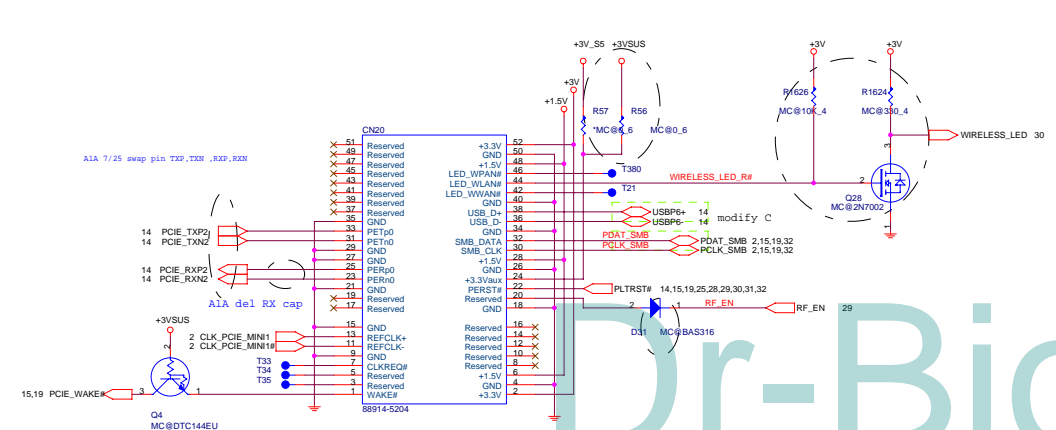 +3V_S5
+3VSUS
+3V
+1.5V
R57
R56
*MC@0_6
MC@0_6
+3V
+3V
R1626
MC@10K_4
R1624
MC@330_4
WIRELESS_LED 30
3
2
1
Q28
MC@2N7002
A1A 7/25 swap pin TXP,TXN ,RXP,RXN
CN20
51 Reserved
49 Reserved
47 Reserved
45 Reserved
43 Reserved
41 Reserved
39 Reserved
37 Reserved
35 GND
33 PETp0
31 PETn0
29 GND
27 GND
25 PERp0
23 PERn0
21 GND
19 Reserved
17 Reserved
15 GND
13 REFCLK+
11 REFCLK-
9 GND
7 CLKREQ#
5 Reserved
3 Reserved
1 WAKE#
+3.3V 52
GND 50
+1.5V 48
LED_WPAN# 46
LED_WLAN# 44
LED_WWAN# 42
GND 40
USB_D+ 38
USB_D- 36
GND 34
SMB_DATA 32
SMB_CLK 30
+1.5V 28
GND 26
+3.3Vaux 24
PERST# 22
Reserved 20
GND 18
Reserved 16
Reserved 14
Reserved 12
Reserved 10
Reserved 8
+1.5V 6
GND 4
+3.3V 2
88914-5204
T380
WIRELESS_LED_R#
T21
USBP6+ 14
USBP6- 14
modify C
PDAT_SMB
PCLK_SMB
PDAT_SMB 2,15,19,32
PCLK_SMB 2,15,19,32
PLTRST# 14,15,19,25,28,29,30,31,32
2
1
RF_EN
RF_EN 29
D31
MC@BAS316
14 PCIE_TXP2
14 PCIE_TXN2
14 PCIE_RXP2
14 PCIE_RXN2
A1A del RX cap
+3VSUS
2 CLK_PCIE_MINI1
2 CLK_PCIE_MINI1#
T33
T34
T35
2
3
1
15,19 PCIE_WAKE#
Q4
MC@DTC144EU
Dr-Bio